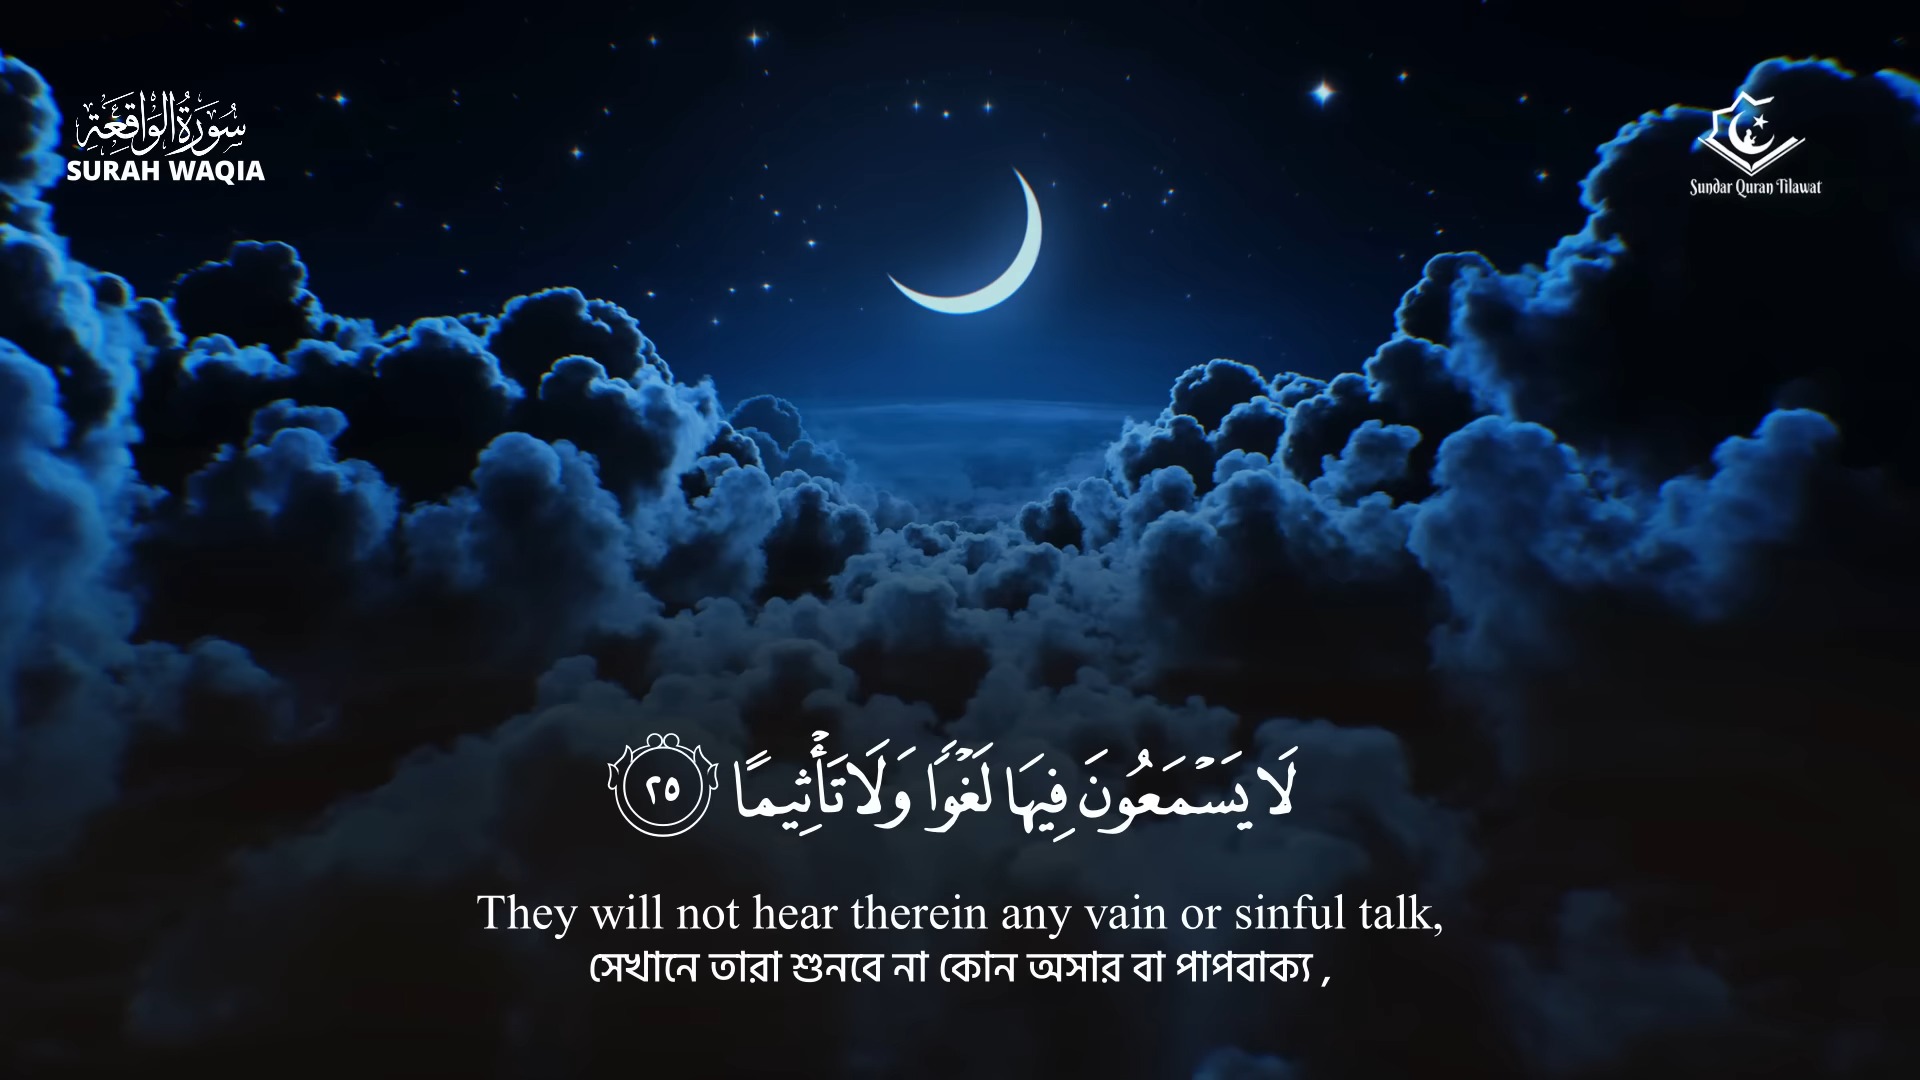 سُورَةُ الوَاقِعَة
SURAH WAQIA
Sundar Quran Tilawat
لَا يَسْمَعُونَ فِيهَا لَغْوًا وَلَا تَأْثِيمًا ٢٥
They will not hear therein any vain or sinful talk,
সেখানে তারা শুনবে না কোন অসার বা পাপবাক্য ,